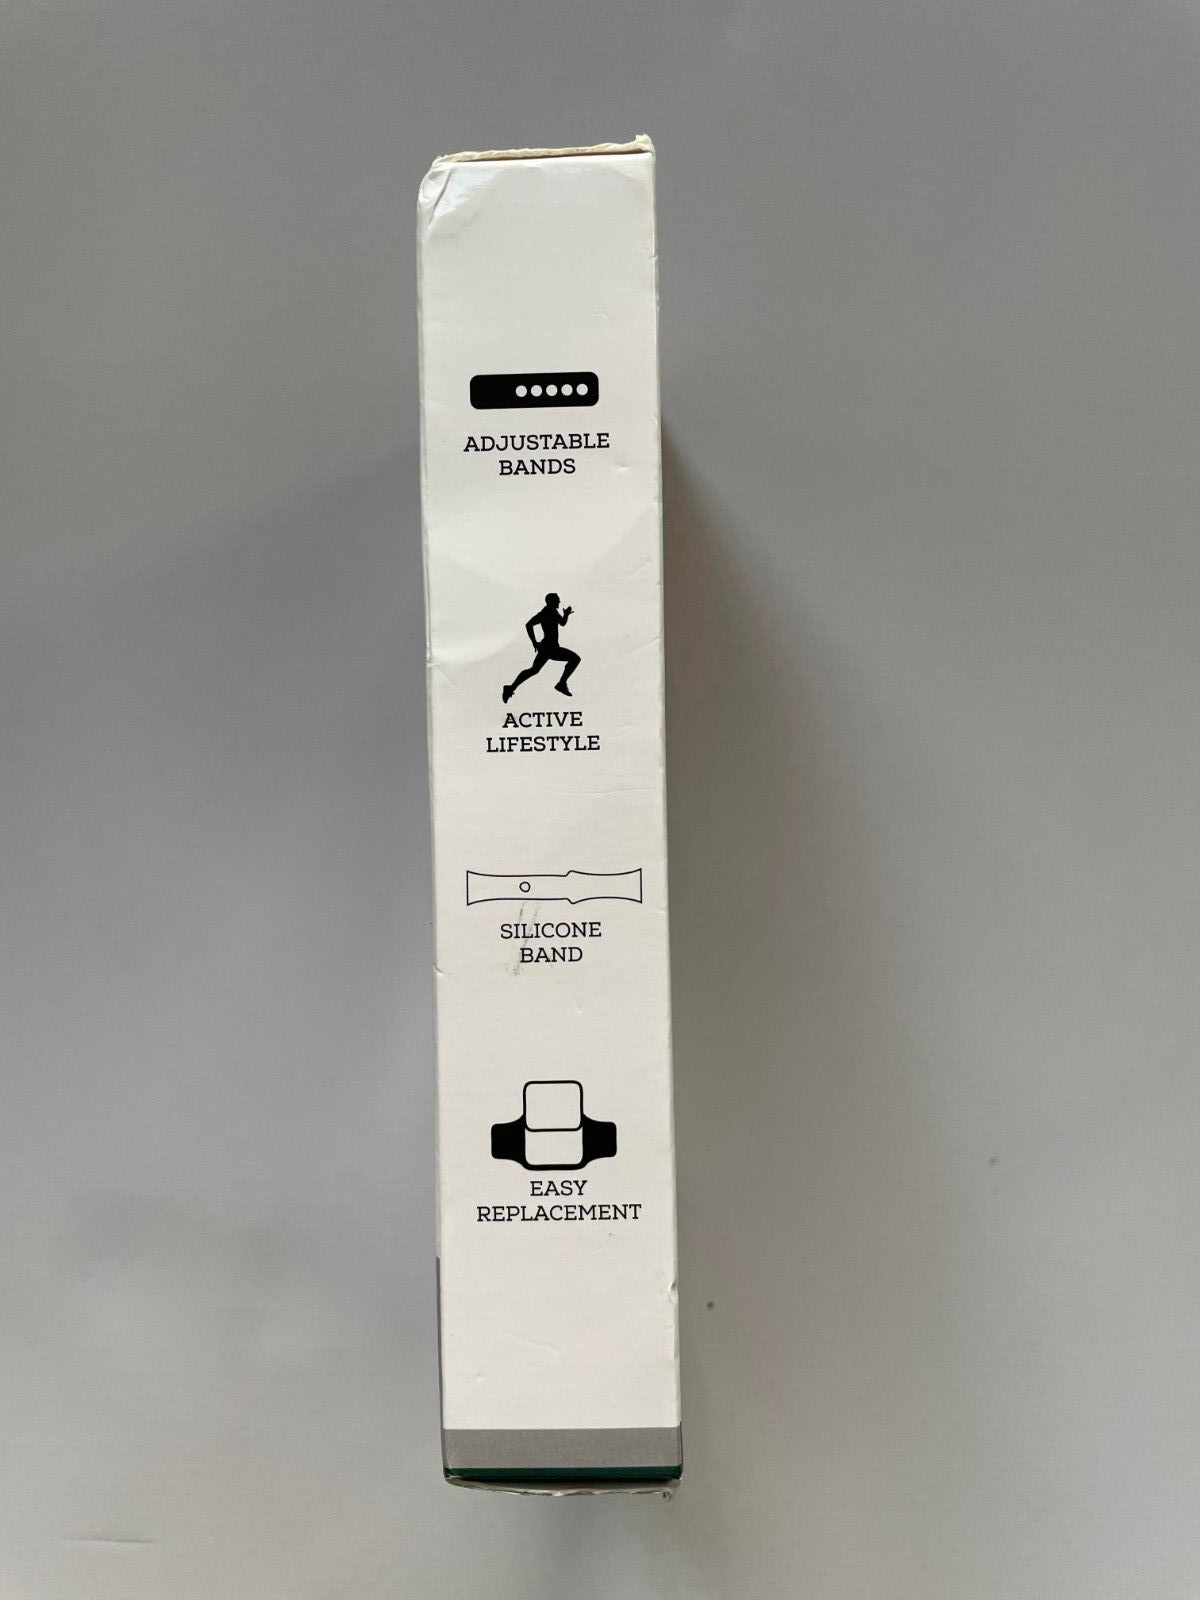 ADJUSTABLE
BANDS
ACTIVE
LIFESTYLE
SILICONE
BAND
EASY
REPLACEMENT